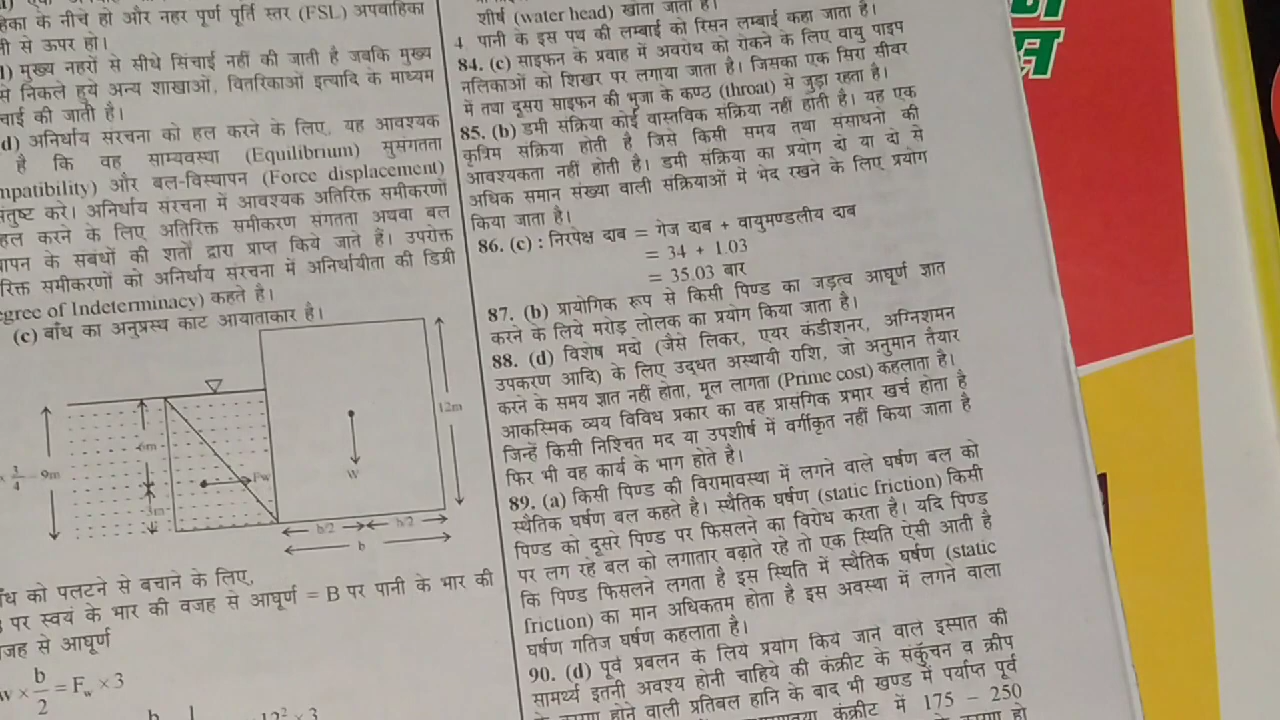 हेका के नीचे हो और नहर पूर्ण पूर्ति स्तर (FSL) अपवाहिका
से ऊपर हो।
मुख्य नहरों से सीधे सिंचाई नहीं की जाती है जबकि मुख्य
से निकले हुये अन्य शाखाओं, वितरिकाओं इत्यादि के माध्यम
चाई की जाती है।
d) अनिर्धाय संरचना को हल करने के लिए, यह आवश्यक
है कि वह साम्यवस्था (Equilibrium) सुसंगतता
mpatibility) और बल-विस्थापन (Force displacement)
संतुष्ट करे। अनिर्धाय संरचना में आवश्यक अतिरिक्त समीकरणों
हल करने के लिए अतिरिक्त समीकरण संगतता अथवा बल
ापन के संबंधों की शर्तों द्वारा प्राप्त किये जाते हैं। उपरोक्त
रिक्त समीकरणों को अनिर्धाय संरचना में अनिर्धायीता की डिग्री
egree of Indeterminacy) कहते है।
(c) बाँध का अनुप्रस्थ काट आयाताकार है।
12m
6m
9m
3m
Fw
W
b/2
b/2
b
ाँध को पलटने से बचाने के लिए,
पर स्वयं के भार की वजह से आघूर्ण = B पर पानी के भार की
वजह से आघूर्ण
w × b/2 = F_w × 3
शीर्ष (water head) खोता जाता है।
4 पानी के इस पथ की लम्बाई को रिसन लम्बाई कहा जाता है।
84. (c) साइफन के प्रवाह में अवरोध को रोकने के लिए वायु पाइप
नलिकाओं को शिखर पर लगाया जाता है। जिसका एक सिरा सीवर
में तथा दूसरा साइफन की भुजा के कण्ठ (throat) से जुड़ा रहता है।
85. (b) डमी संक्रिया कोई वास्तविक संक्रिया नहीं होती है। यह एक
कृत्रिम संक्रिया होती है जिसे किसी समय तथा संसाधनो की
आवश्यकता नहीं होती है। डमी संक्रिया का प्रयोग दो या दो से
अधिक समान संख्या वाली संक्रियाओं में भेद रखने के लिए प्रयोग
किया जाता है।
86. (c) : निरपेक्ष दाब = गेज दाब + वायुमण्डलीय दाब
= 34 + 1.03
= 35.03 बार
87. (b) प्रायोगिक रूप से किसी पिण्ड का जड़त्व आघूर्ण ज्ञात
करने के लिये मरोड़ लोलक का प्रयोग किया जाता है।
88. (d) विशेष मदों (जैसे लिकर, एयर कंडीशनर, अग्निशमन
उपकरण आदि) के लिए उद्धत अस्थायी राशि, जो अनुमान तैयार
करने के समय ज्ञात नहीं होता, मूल लागता (Prime cost) कहलाता है।
आकस्मिक व्यय विविध प्रकार का वह प्रासंगिक प्रभार खर्च होता है
जिन्हें किसी निश्चित मद या उपशीर्ष में वर्गीकृत नहीं किया जाता है
फिर भी वह कार्य के भाग होते है।
89. (a) किसी पिण्ड की विरामावस्था में लगने वाले घर्षण बल को
स्थैतिक घर्षण बल कहते है। स्थैतिक घर्षण (static friction) किसी
पिण्ड को दूसरे पिण्ड पर फिसलने का विरोध करता है। यदि पिण्ड
पर लग रहे बल को लगातार बढ़ाते रहे तो एक स्थिति ऐसी आती है
कि पिण्ड फिसलने लगता है इस स्थिति में स्थैतिक घर्षण (static
friction) का मान अधिकतम होता है इस अवस्था में लगने वाला
घर्षण गतिज घर्षण कहलाता है।
90. (d) पूर्व प्रबलन के लिये प्रयोग किये जाने वाले इस्पात की
सामर्थ्य इतनी अवश्य होनी चाहिये की कंक्रीट के संकुंचन व क्रीप
के कारण होने वाली प्रतिबल हानि के बाद भी खण्ड में पर्याप्त पूर्व
कंक्रीट में 175 – 250